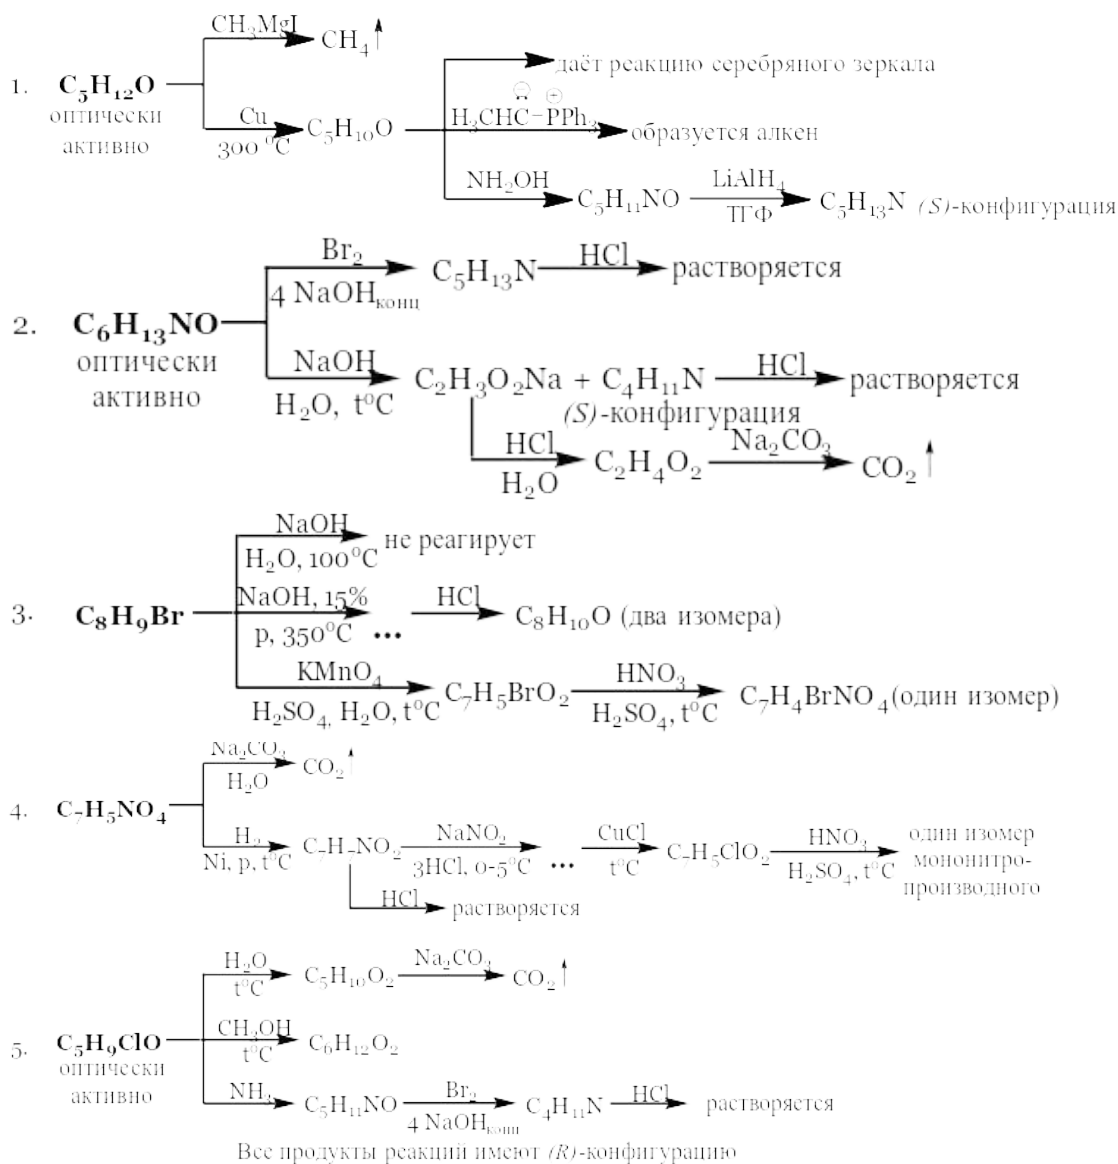 1. C₅H₁₂O оптически активно
CH₃MgI CH₄↑
Cu 300 °C C₅H₁₀O
даёт реакцию серебряного зеркала
H₃CHC⊖–P⊕Ph₃ образуется алкен
NH₂OH C₅H₁₁NO LiAlH₄ ТГФ C₅H₁₃N (S)-конфигурация
2. C₆H₁₃NO оптически активно
Br₂ 4 NaOHконц C₅H₁₃N HCl растворяется
NaOH H₂O, t°C C₂H₃O₂Na + C₄H₁₁N HCl растворяется
(S)-конфигурация
HCl H₂O C₂H₄O₂ Na₂CO₃ CO₂↑
3. C₈H₉Br
NaOH H₂O, 100°C не реагирует
NaOH, 15% p, 350°C ... HCl C₈H₁₀O (два изомера)
KMnO₄ H₂SO₄, H₂O, t°C C₇H₅BrO₂ HNO₃ H₂SO₄, t°C C₇H₄BrNO₄ (один изомер)
4. C₇H₅NO₄
Na₂CO₃ H₂O CO₂↑
H₂ Ni, p, t°C C₇H₇NO₂ NaNO₂ 3HCl, 0-5°C ... CuCl t°C C₇H₅ClO₂ HNO₃ H₂SO₄, t°C один изомер мононитро-производного
HCl растворяется
5. C₅H₉ClO оптически активно
H₂O t°C C₅H₁₀O₂ Na₂CO₃ CO₂↑
CH₃OH t°C C₆H₁₂O₂
NH₃ C₅H₁₁NO Br₂ 4 NaOHконц C₄H₁₁N HCl растворяется
Все продукты реакций имеют (R)-конфигурацию